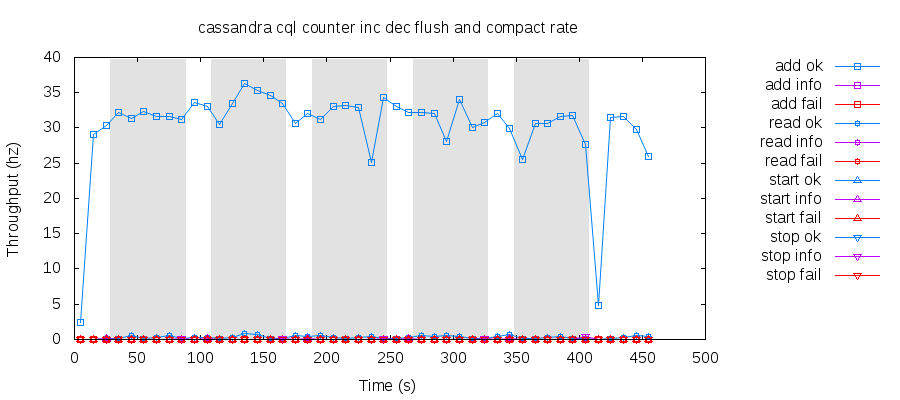 cassandra cql counter inc dec flush and compact rate
40
35
30
25
20
15
10
5
0
Throughput (hz)
0 50 100 150 200 250 300 350 400 450 500
Time (s)
add ok
add info
add fail
read ok
read info
read fail
start ok
start info
start fail
stop ok
stop info
stop fail